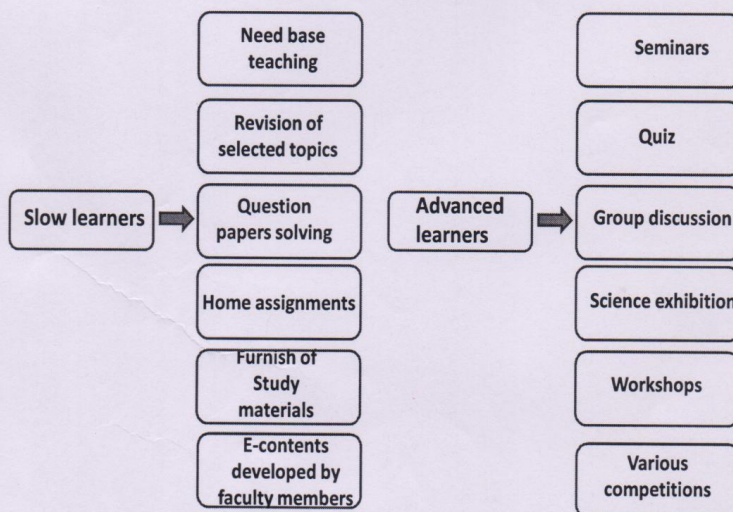 Slow learners
Need base
teaching
Revision of
selected topics
Question
papers solving
Home assignments
Furnish of
Study
materials
E-contents
developed by
faculty members
Advanced
learners
Seminars
Quiz
Group discussion
Science exhibition
Workshops
Various
competitions